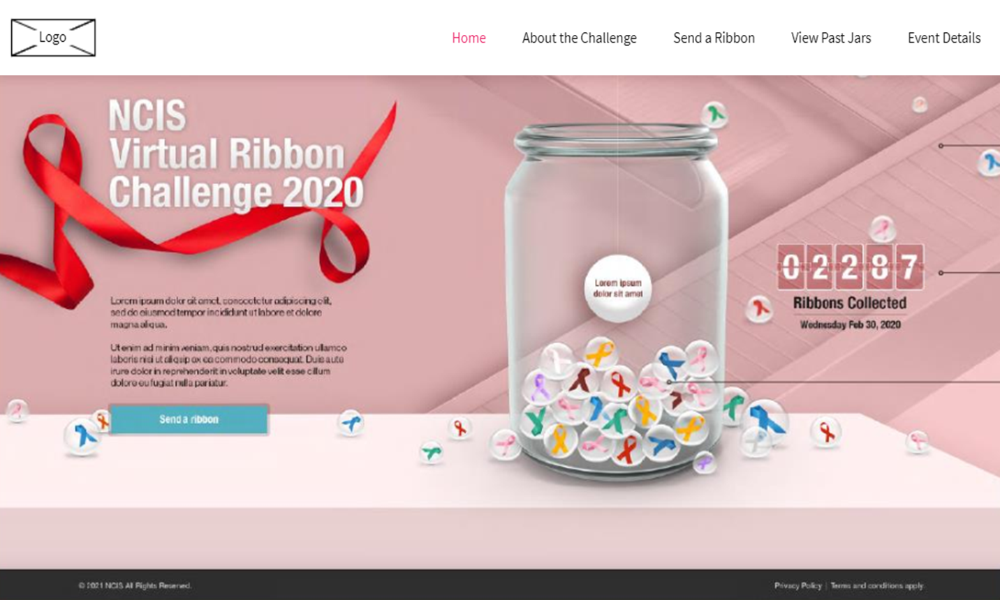 Logo
Home About the Challenge Send a Ribbon View Past Jars Event Details
NCIS
Virtual Ribbon
Challenge 2020
Lorem ipsum dolor sit amet, consectetur adipiscing elit,
sed do eiusmod tempor incididunt ut labore et dolore
magna aliqua.
Ut enim ad minim veniam, quis nostrud exercitation ullamco
laboris nisi ut aliquip ex ea commodo consequat. Duis aute
irure dolor in reprehenderit in voluptate velit esse cillum
dolore eu fugiat nulla pariatur.
Send a ribbon
Lorem ipsum
dolor sit amet
02287
Ribbons Collected
Wednesday Feb 30, 2020
© 2021 NCIS All Rights Reserved.
Privacy Policy | Terms and conditions apply.